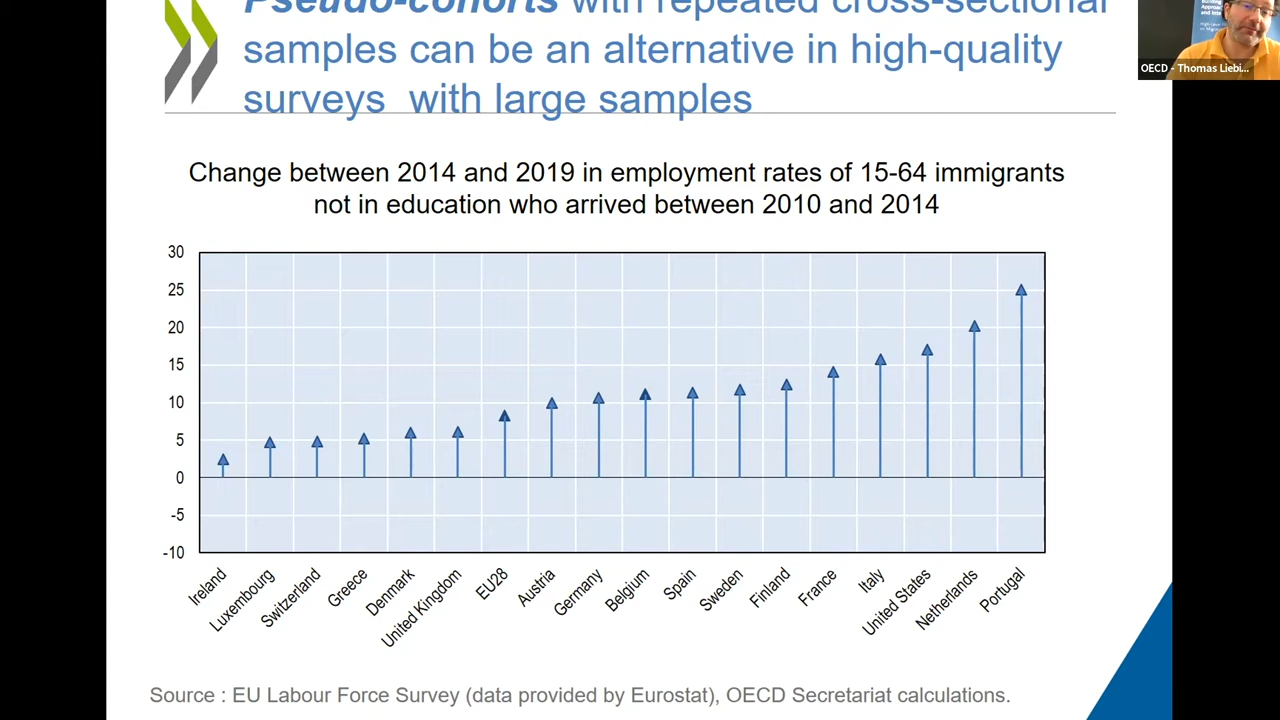 Pseudo-cohorts with repeated cross-sectional
samples can be an alternative in high-quality
surveys with large samples
OECD - Thomas Liebi...
Change between 2014 and 2019 in employment rates of 15-64 immigrants
not in education who arrived between 2010 and 2014
30
25
20
15
10
5
0
-5
-10
Ireland
Luxembourg
Switzerland
Greece
Denmark
United Kingdom
EU28
Austria
Germany
Belgium
Spain
Sweden
Finland
France
Italy
United States
Netherlands
Portugal
Source : EU Labour Force Survey (data provided by Eurostat), OECD Secretariat calculations.